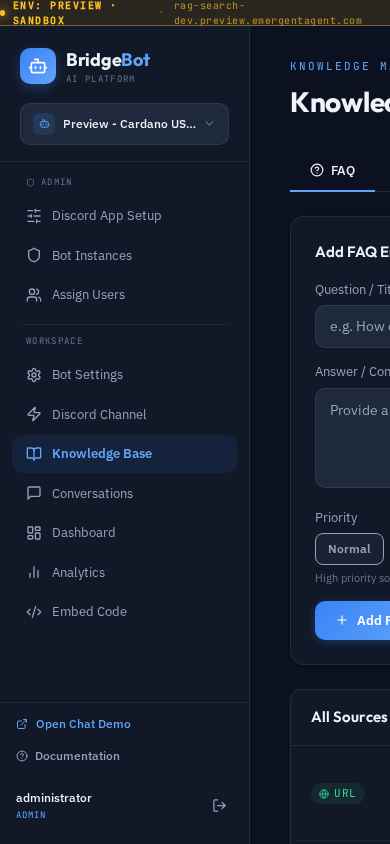 ENV: PREVIEW · SANDBOX
· rag-search-dev.preview.emergentagent.com
BridgeBot
AI PLATFORM
Preview - Cardano US...
ADMIN
Discord App Setup
Bot Instances
Assign Users
WORKSPACE
Bot Settings
Discord Channel
Knowledge Base
Conversations
Dashboard
Analytics
Embed Code
Open Chat Demo
Documentation
administrator
ADMIN
KNOWLEDGE M
Knowled
FAQ
Add FAQ E
Question / Tit
e.g. How
Answer / Con
Provide a
Priority
Normal
High priority so
+ Add F
All Sources
URL